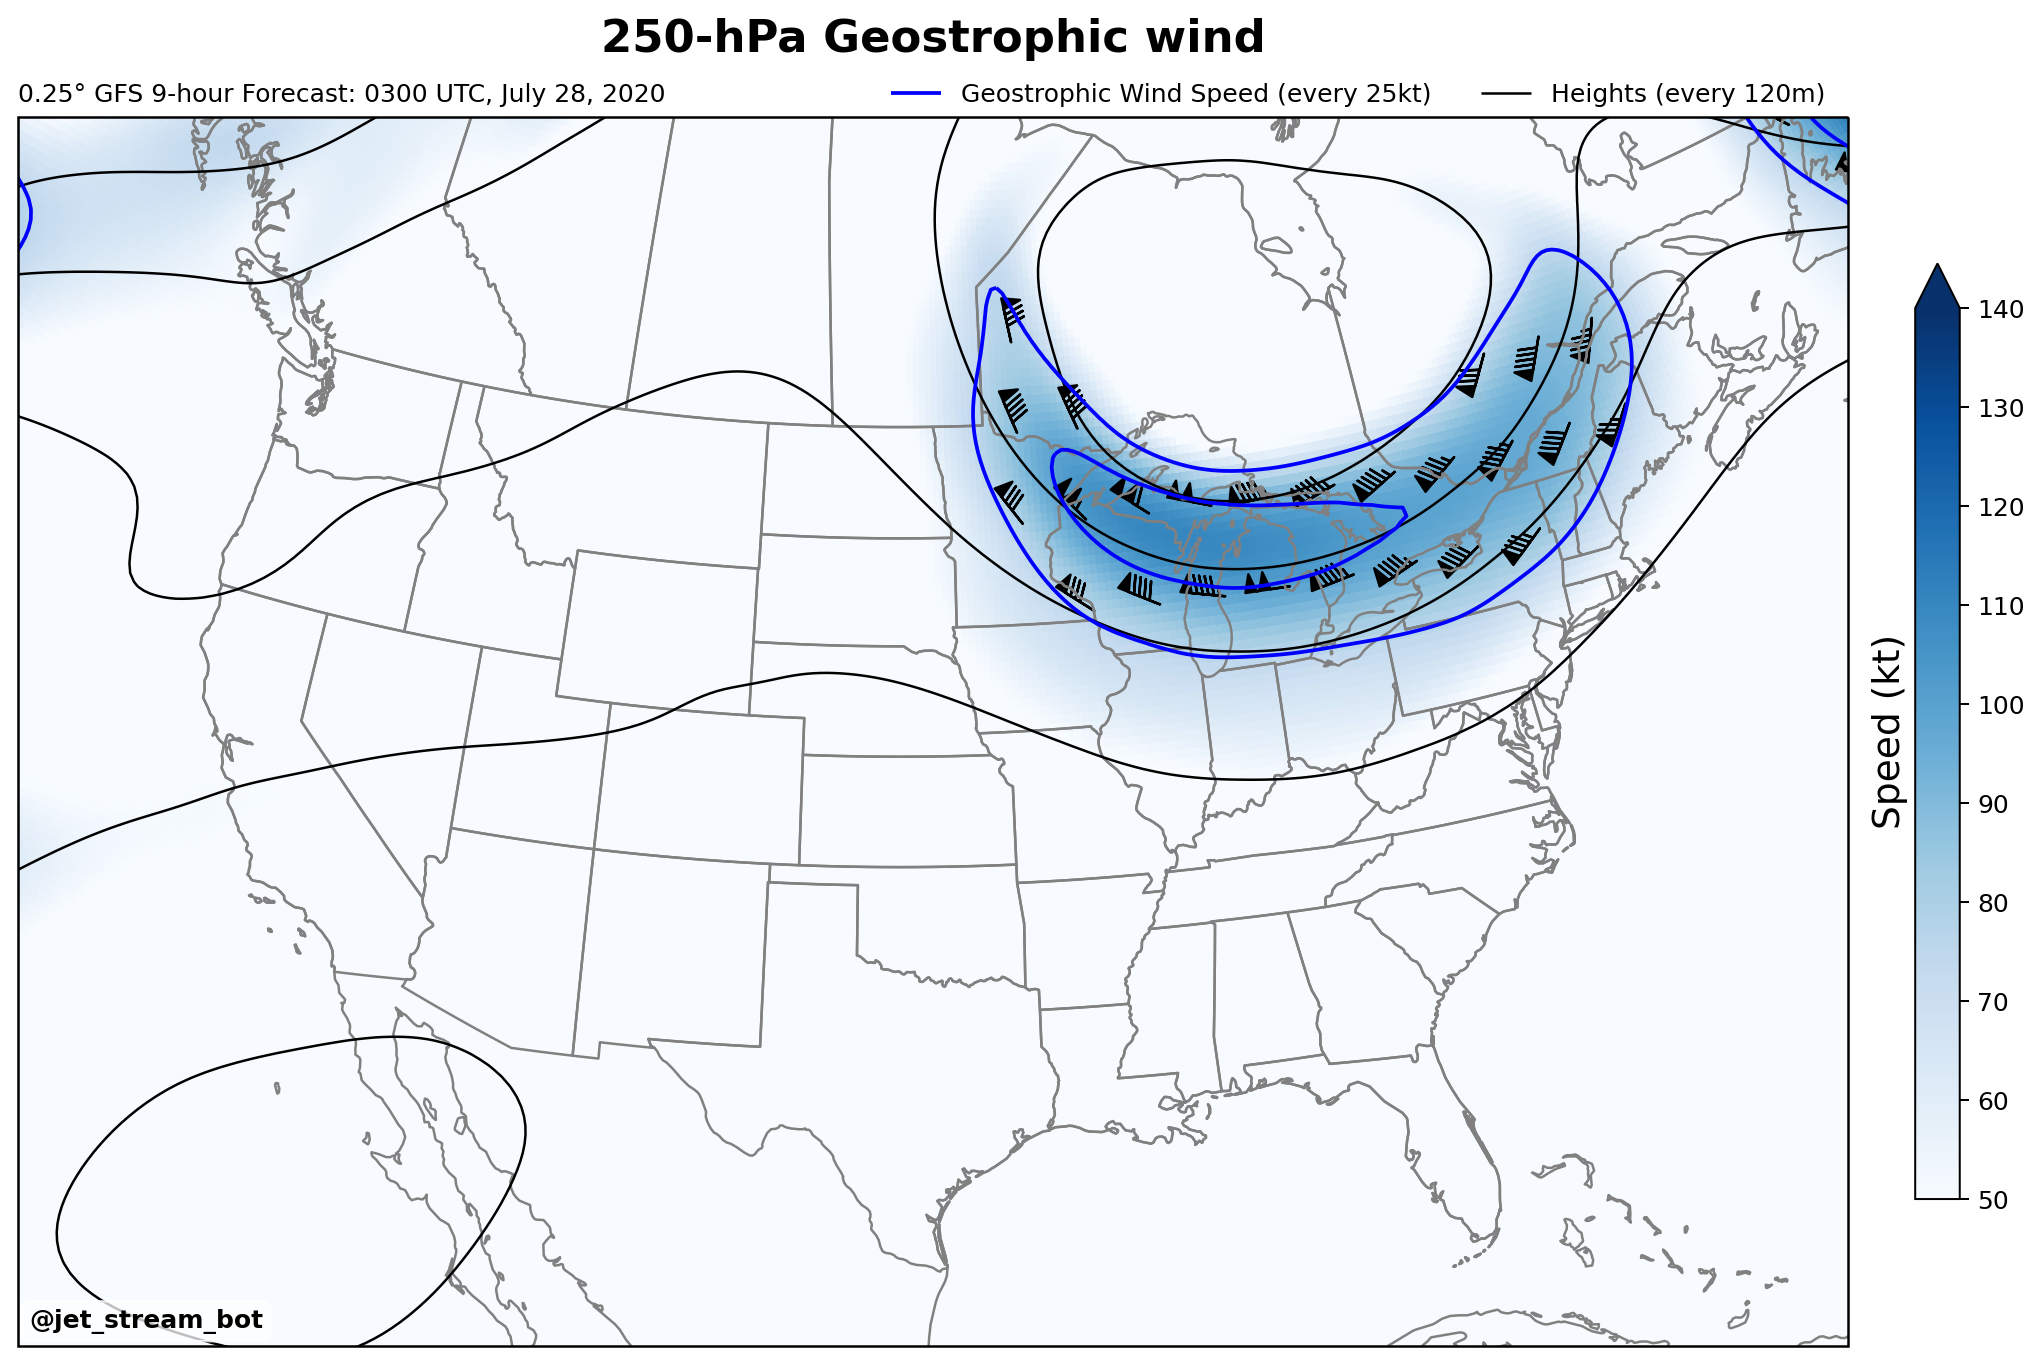 250-hPa Geostrophic wind
0.25° GFS 9-hour Forecast: 0300 UTC, July 28, 2020
Geostrophic Wind Speed (every 25kt)
Heights (every 120m)
140
130
120
110
100
90
80
70
60
50
Speed (kt)
@jet_stream_bot